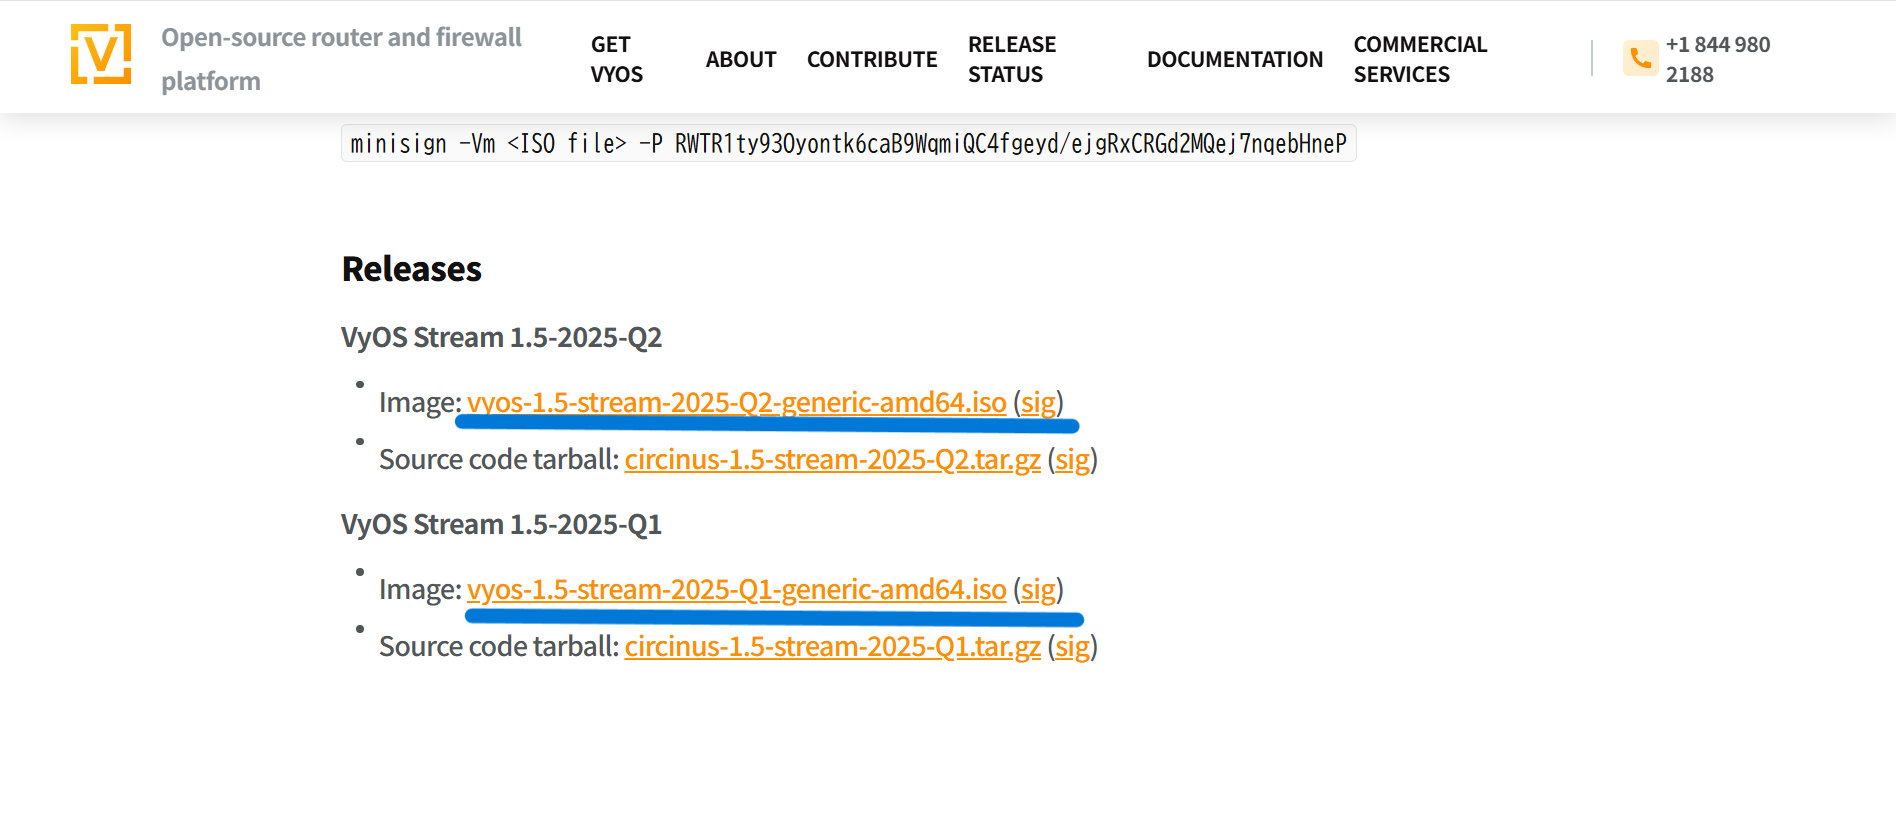 Open-source router and firewall
platform
GET
VYOS
ABOUT
CONTRIBUTE
RELEASE
STATUS
DOCUMENTATION
COMMERCIAL
SERVICES
+1 844 980
2188
minisign -Vm <ISO file> -P RWTR1ty93Oyontk6caB9WqmiQC4fgeyd/ejgRxCRGd2MQej7nqebHneP
Releases
VyOS Stream 1.5-2025-Q2
Image: vyos-1.5-stream-2025-Q2-generic-amd64.iso (sig)
Source code tarball: circinus-1.5-stream-2025-Q2.tar.gz (sig)
VyOS Stream 1.5-2025-Q1
Image: vyos-1.5-stream-2025-Q1-generic-amd64.iso (sig)
Source code tarball: circinus-1.5-stream-2025-Q1.tar.gz (sig)